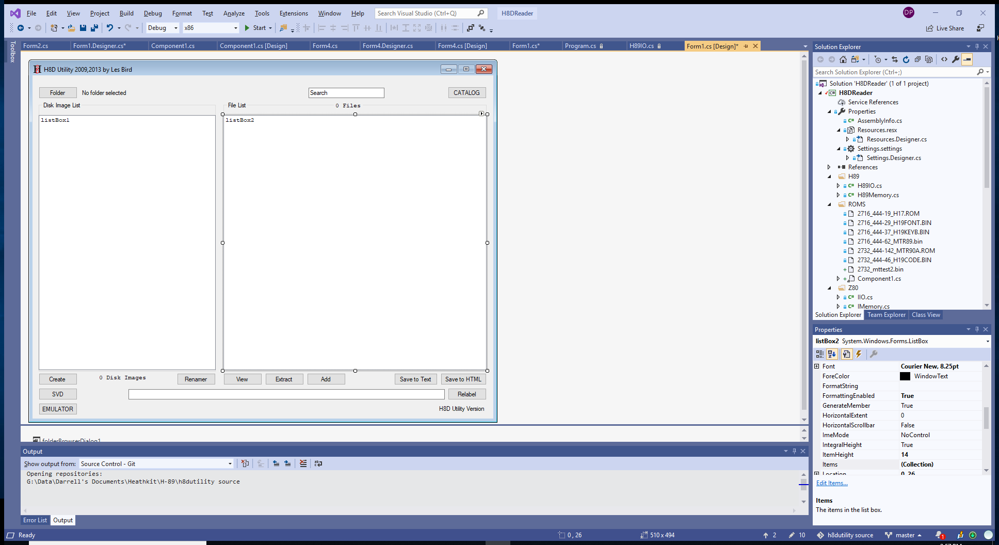 File Edit View Project Build Debug Format Test Analyze Tools Extensions Window Help Search Visual Studio (Ctrl+Q) H8DReader DP
Debug x86 Start Live Share
Toolbox
Form2.cs Form1.Designer.cs* Component1.cs Component1.cs [Design] Form4.cs Form4.Designer.cs Form4.cs [Design] Form1.cs* Program.cs H89IO.cs Form1.cs [Design]*
H8D Utility 2009,2013 by Les Bird
Folder No folder selected Search CATALOG
Disk Image List File List 0 Files
listBox1 listBox2
Create 0 Disk Images Renamer View Extract Add Save to Text Save to HTML
SVD Relabel
EMULATOR H8D Utility Version
folderBrowserDialog1
Output
Show output from: Source Control - Git
Opening repositories:
G:\Data\Darrell's Documents\Heathkit\H-89\h8dutility source
Error List Output
Solution Explorer
Search Solution Explorer (Ctrl+;)
Solution 'H8DReader' (1 of 1 project)
C# H8DReader
Service References
Properties
C# AssemblyInfo.cs
Resources.resx
Resources.Designer.cs
Settings.settings
Settings.Designer.cs
References
H89
C# H89IO.cs
C# H89Memory.cs
ROMS
2716_444-19_H17.ROM
2716_444-29_H19FONT.BIN
2716_444-37_H19KEYB.BIN
2716_444-62_MTR89.bin
2732_444-142_MTR90A.ROM
2732_444-46_H19CODE.BIN
2732_mttest2.bin
Component1.cs
Z80
C# IIO.cs
C# IMemory.cs
Solution Explorer Team Explorer Class View
Properties
listBox2 System.Windows.Forms.ListBox
Font Courier New, 8.25pt
ForeColor WindowText
FormatString
FormattingEnabled True
GenerateMember True
HorizontalExtent 0
HorizontalScrollbar False
ImeMode NoControl
IntegralHeight True
ItemHeight 14
Items (Collection)
Location 0, 26
Edit Items...
Items
The items in the list box.
Ready 0 , 26 510 x 494 2 10 h8dutility source master 1